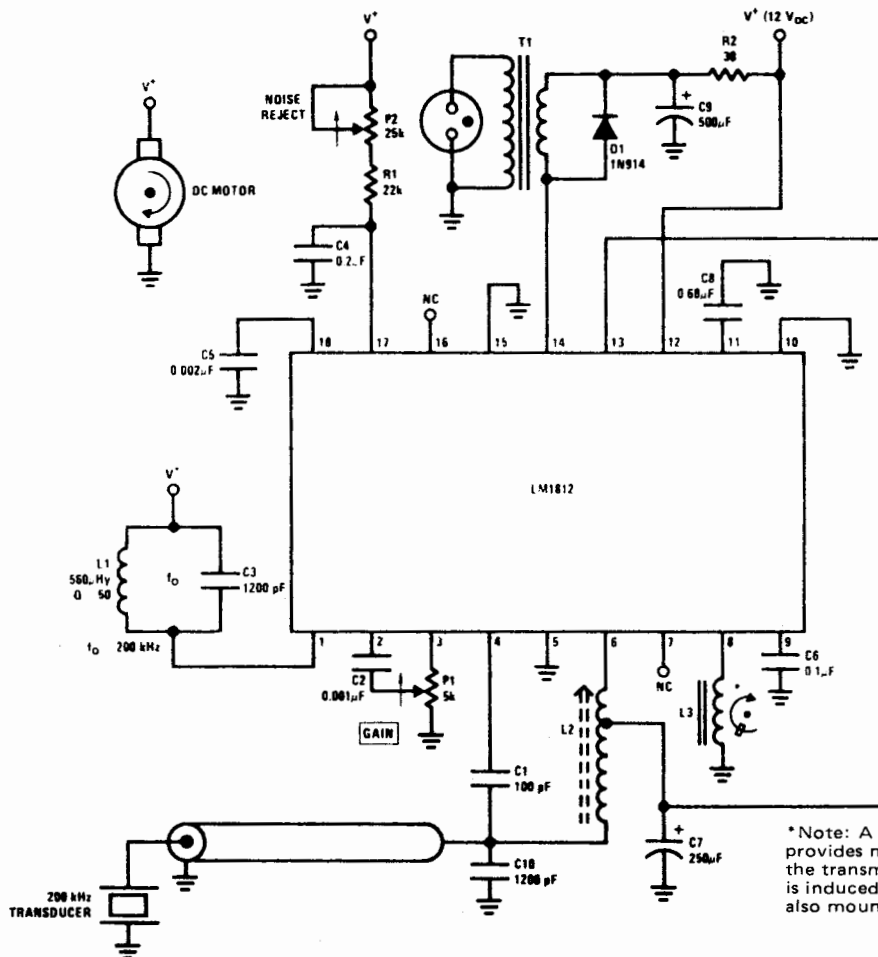 V+
V+ (12 VDC)
T1
R2
30
V+
NOISE
REJECT
P2
25k
C9
500µF
+
D1
1N914
R1
22k
DC MOTOR
C4
C8
0.68µF
NC
C5
0.002µF
18
17
16
15
14
13
12
11
10
LM1812
V+
L1
560µHy
Q 50
fO
C3
1200 pF
fO 200 kHz
1
2
3
4
5
6
7
8
9
C2
0.001µF
P1
5k
GAIN
NC
C6
0.1µF
L2
L3
*
C1
100 pF
+
C7
250µF
C10
1200 pF
200 kHz
TRANSDUCER
*Note: A
provides n
the transm
is induced
also moun